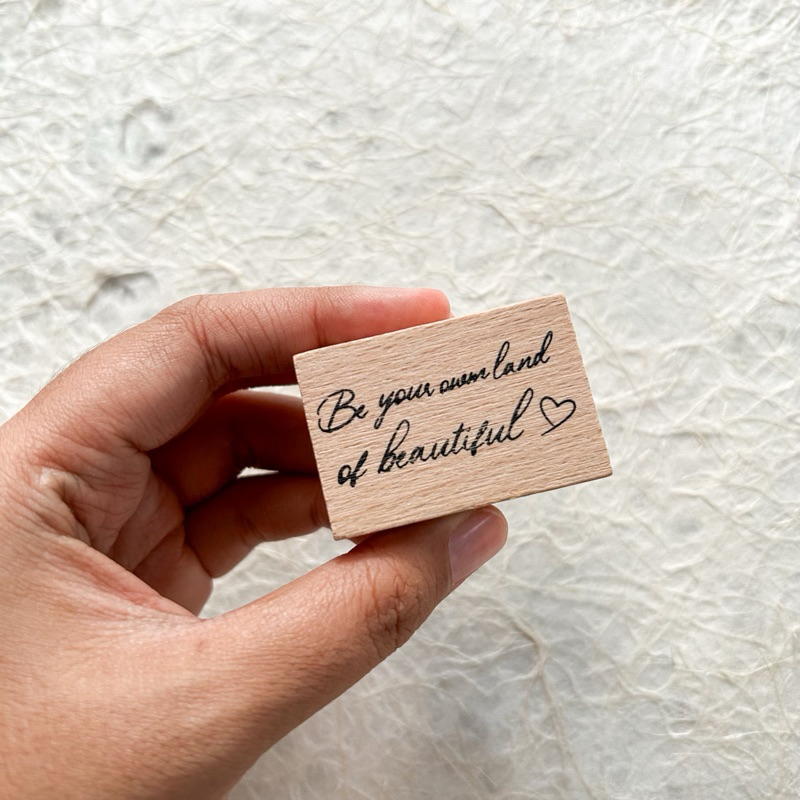 Be your own land
of beautiful ♡